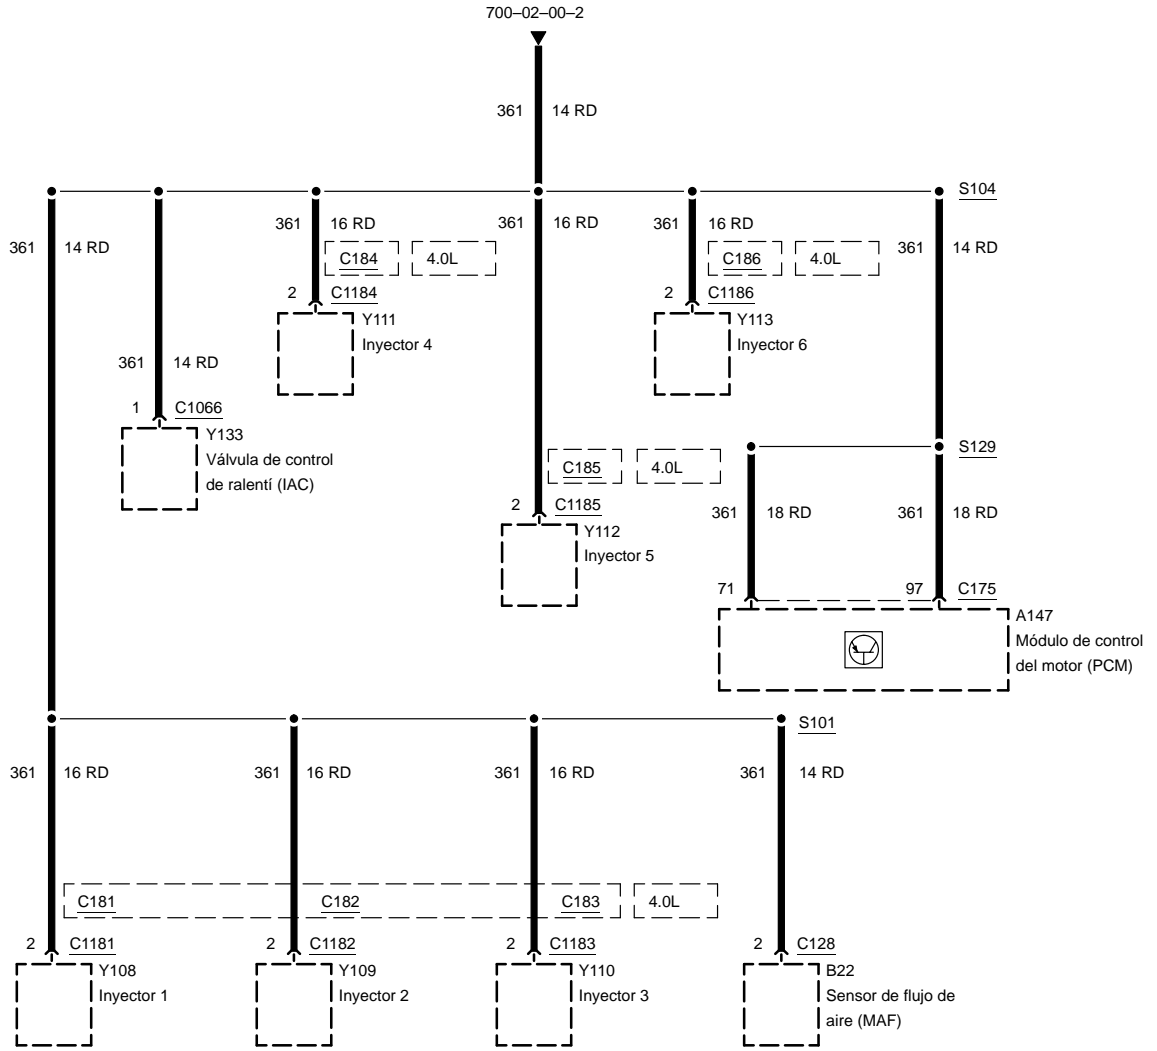 700–02–00–2
361 14 RD
S104
361 14 RD
361 16 RD
361 16 RD
361 16 RD
361 14 RD
C184 4.0L
C186 4.0L
2 C1184
2 C1186
Y111
Inyector 4
Y113
Inyector 6
361 14 RD
1 C1066
Y133
Válvula de control
de ralentí (IAC)
S129
C185 4.0L
2 C1185
Y112
Inyector 5
361 18 RD
361 18 RD
71
97 C175
A147
Módulo de control
del motor (PCM)
S101
361 16 RD
361 16 RD
361 16 RD
361 14 RD
C181 C182 C183 4.0L
2 C1181
2 C1182
2 C1183
2 C128
Y108
Inyector 1
Y109
Inyector 2
Y110
Inyector 3
B22
Sensor de flujo de
aire (MAF)